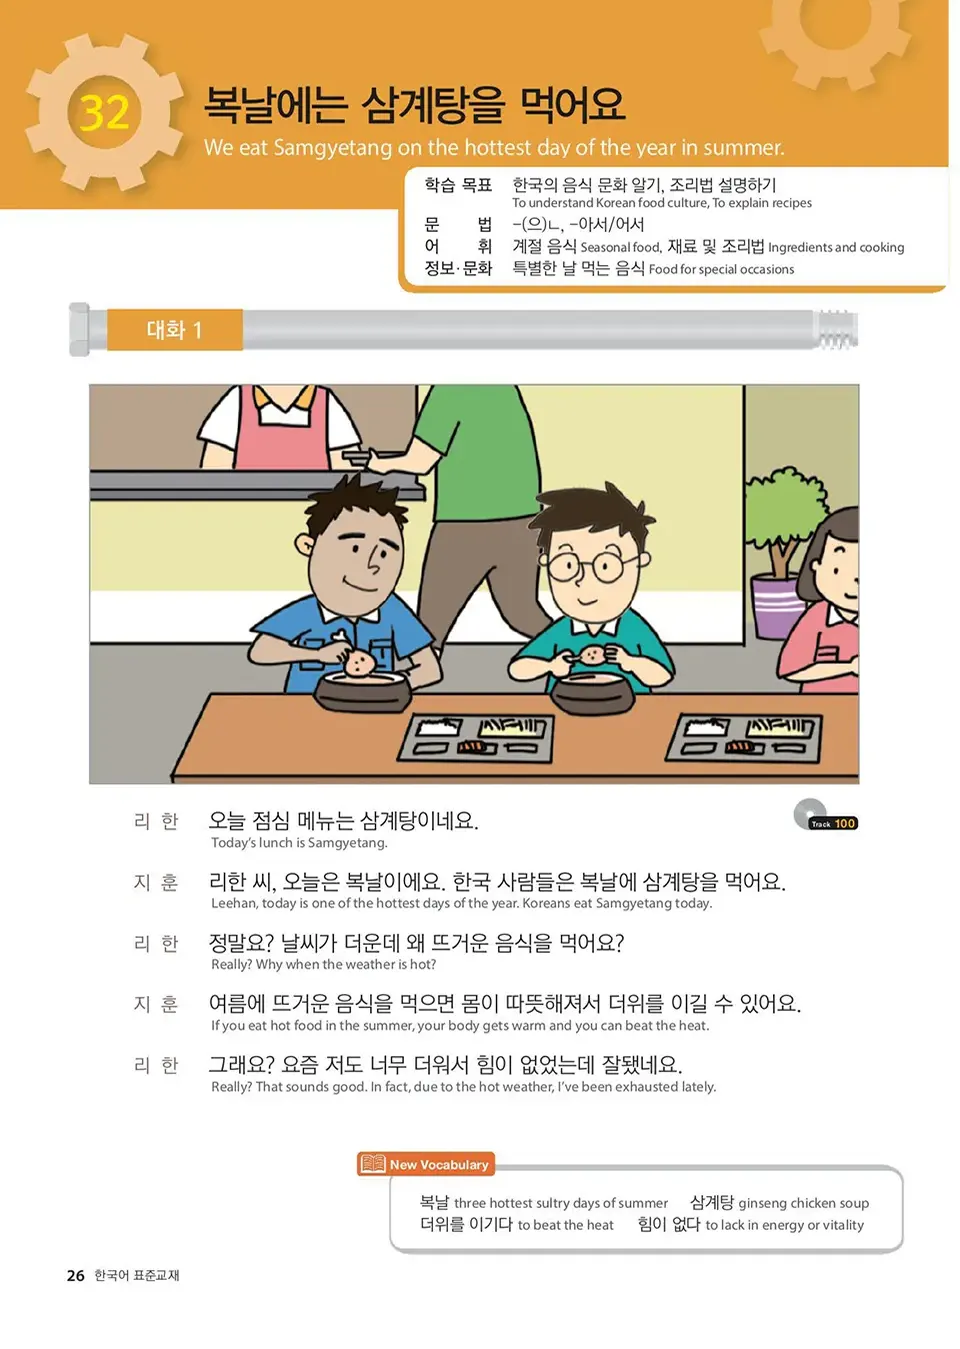 32
복날에는 삼계탕을 먹어요
We eat Samgyetang on the hottest day of the year in summer.
학습 목표 한국의 음식 문화 알기, 조리법 설명하기
To understand Korean food culture, To explain recipes
문 법 -(으)ㄴ, -아서/어서
어 휘 계절 음식 Seasonal food, 재료 및 조리법 Ingredients and cooking
정보·문화 특별한 날 먹는 음식 Food for special occasions
대화 1
리 한 오늘 점심 메뉴는 삼계탕이네요.
Today's lunch is Samgyetang.
Track 100
지 훈 리한 씨, 오늘은 복날이에요. 한국 사람들은 복날에 삼계탕을 먹어요.
Leehan, today is one of the hottest days of the year. Koreans eat Samgyetang today.
리 한 정말요? 날씨가 더운데 왜 뜨거운 음식을 먹어요?
Really? Why when the weather is hot?
지 훈 여름에 뜨거운 음식을 먹으면 몸이 따뜻해져서 더위를 이길 수 있어요.
If you eat hot food in the summer, your body gets warm and you can beat the heat.
리 한 그래요? 요즘 저도 너무 더워서 힘이 없었는데 잘됐네요.
Really? That sounds good. In fact, due to the hot weather, I've been exhausted lately.
New Vocabulary
복날 three hottest sultry days of summer 삼계탕 ginseng chicken soup
더위를 이기다 to beat the heat 힘이 없다 to lack in energy or vitality
26 한국어 표준교재